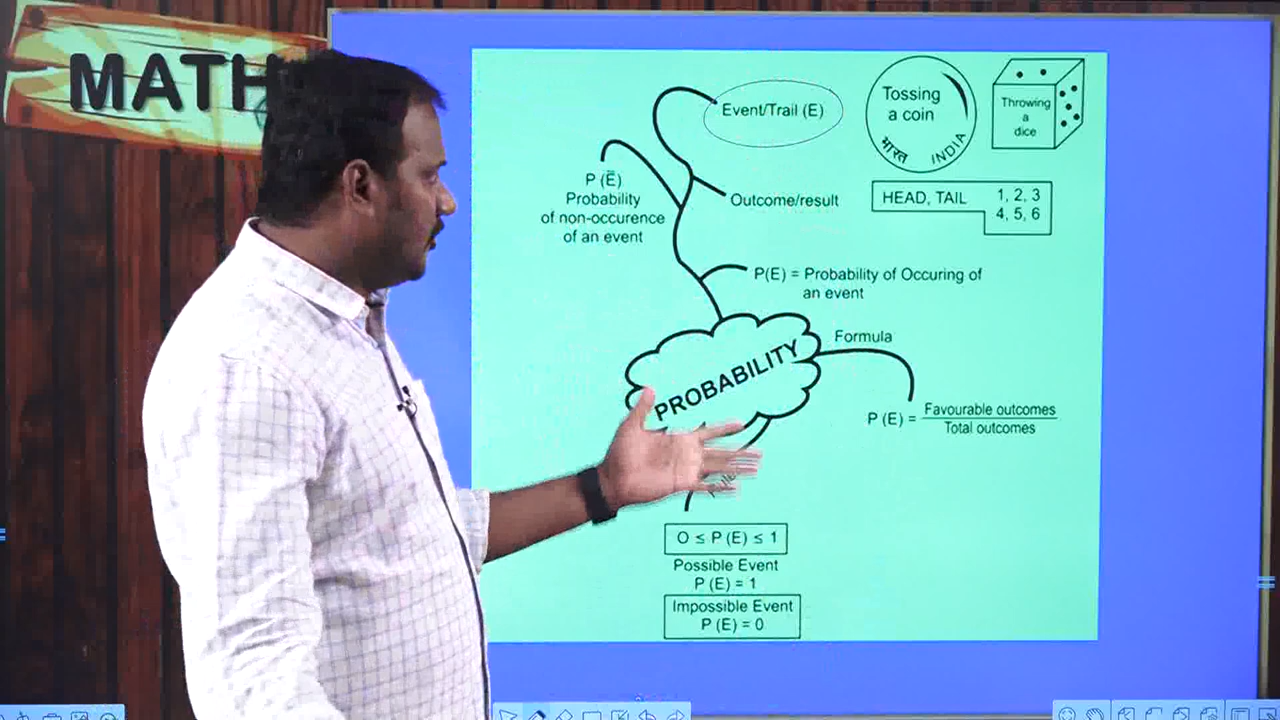 MATH
Event/Trail (E)
Tossing
a coin
भारत INDIA
Throwing
a
dice
P (Ē)
Probability
of non-occurence
of an event
Outcome/result
HEAD, TAIL 1, 2, 3
4, 5, 6
P(E) = Probability of Occuring of
an event
Formula
PROBABILITY
P (E) = Favourable outcomes
Total outcomes
O ≤ P (E) ≤ 1
Possible Event
P (E) = 1
Impossible Event
P (E) = 0